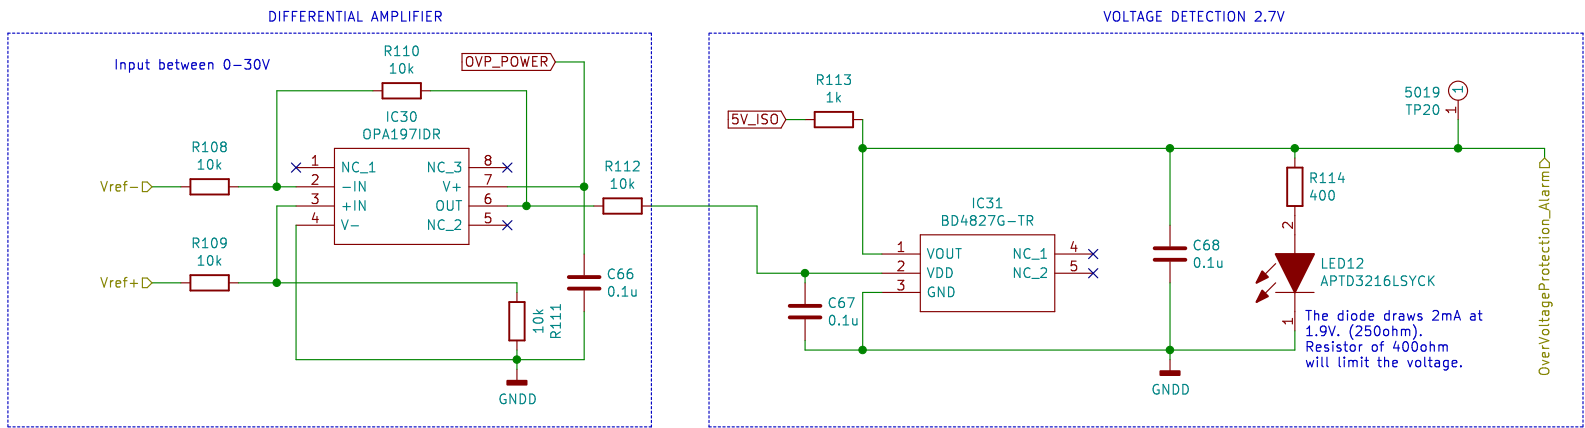 DIFFERENTIAL AMPLIFIER
Input between 0-30V
R110
10k
OVP_POWER
IC30
OPA197IDR
R108
10k
Vref-
1
2
3
4
NC_1
-IN
+IN
V-
NC_3
V+
OUT
NC_2
8
7
6
5
R112
10k
R109
10k
Vref+
10k
R111
C66
0.1u
GNDD
VOLTAGE DETECTION 2.7V
R113
1k
5V_ISO
5019
TP20
1
1
R114
400
IC31
BD4827G-TR
1
2
3
VOUT
VDD
GND
NC_1
NC_2
4
5
C67
0.1u
C68
0.1u
2
LED12
APTD3216LSYCK
1
The diode draws 2mA at
1.9V. (250ohm).
Resistor of 400ohm
will limit the voltage.
GNDD
OverVoltageProtection_Alarm